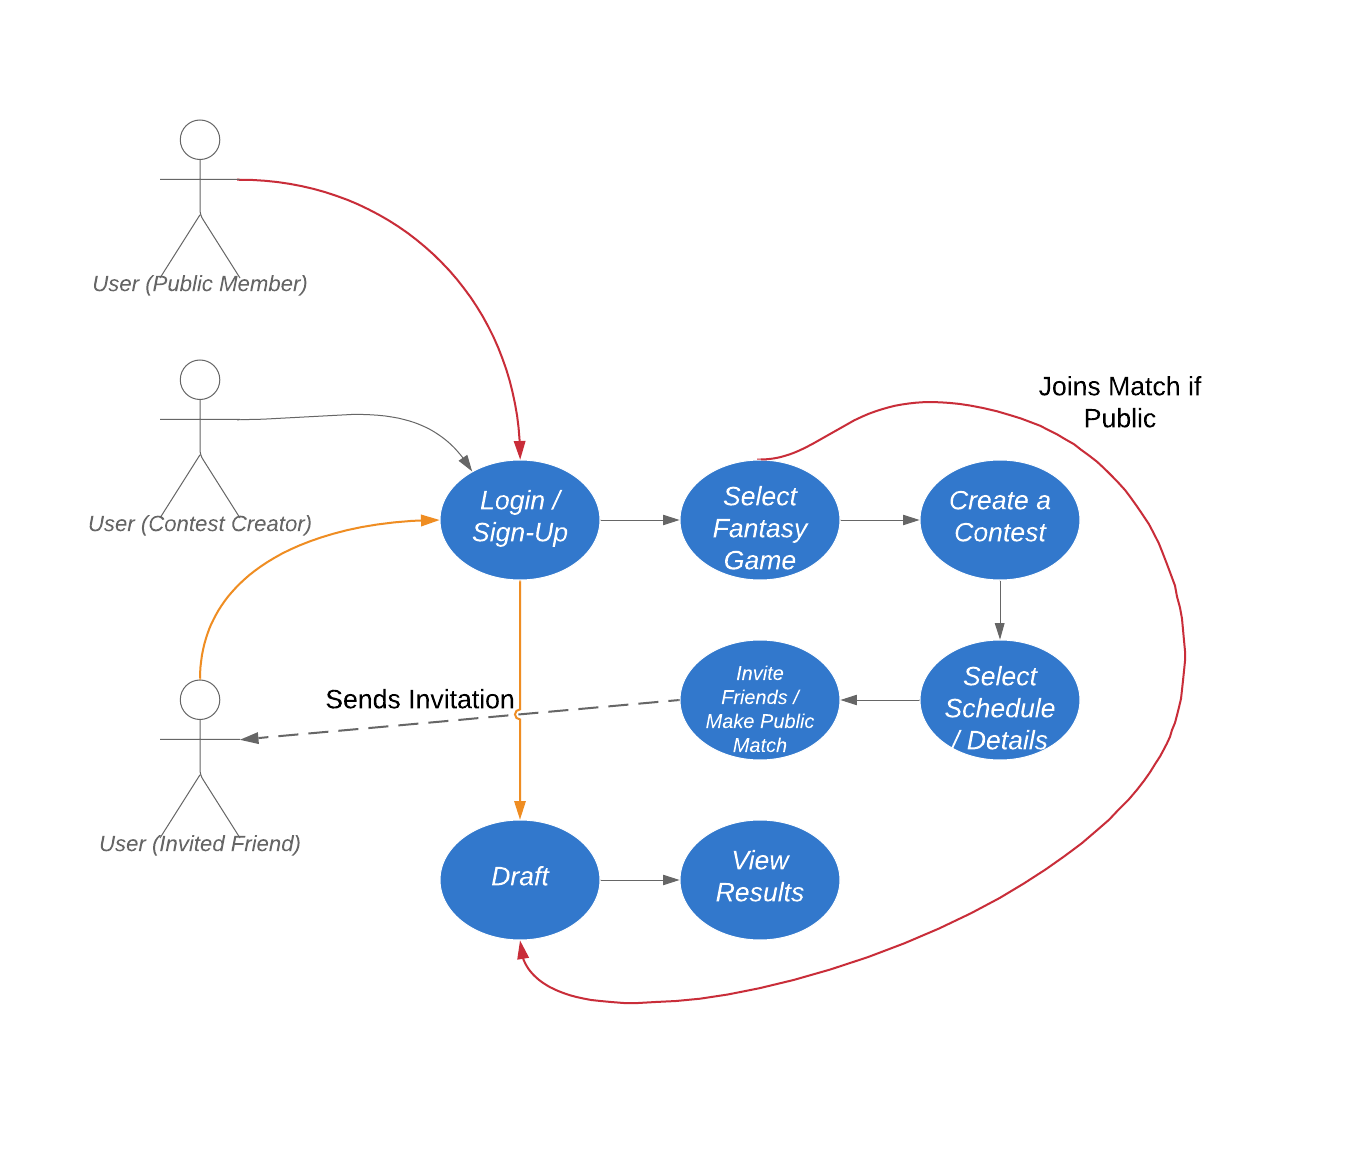 User (Public Member)
Joins Match if
Public
User (Contest Creator)
Login /
Sign-Up
Select
Fantasy
Game
Create a
Contest
Sends Invitation
Invite
Friends /
Make Public
Match
Select
Schedule
/ Details
User (Invited Friend)
Draft
View
Results